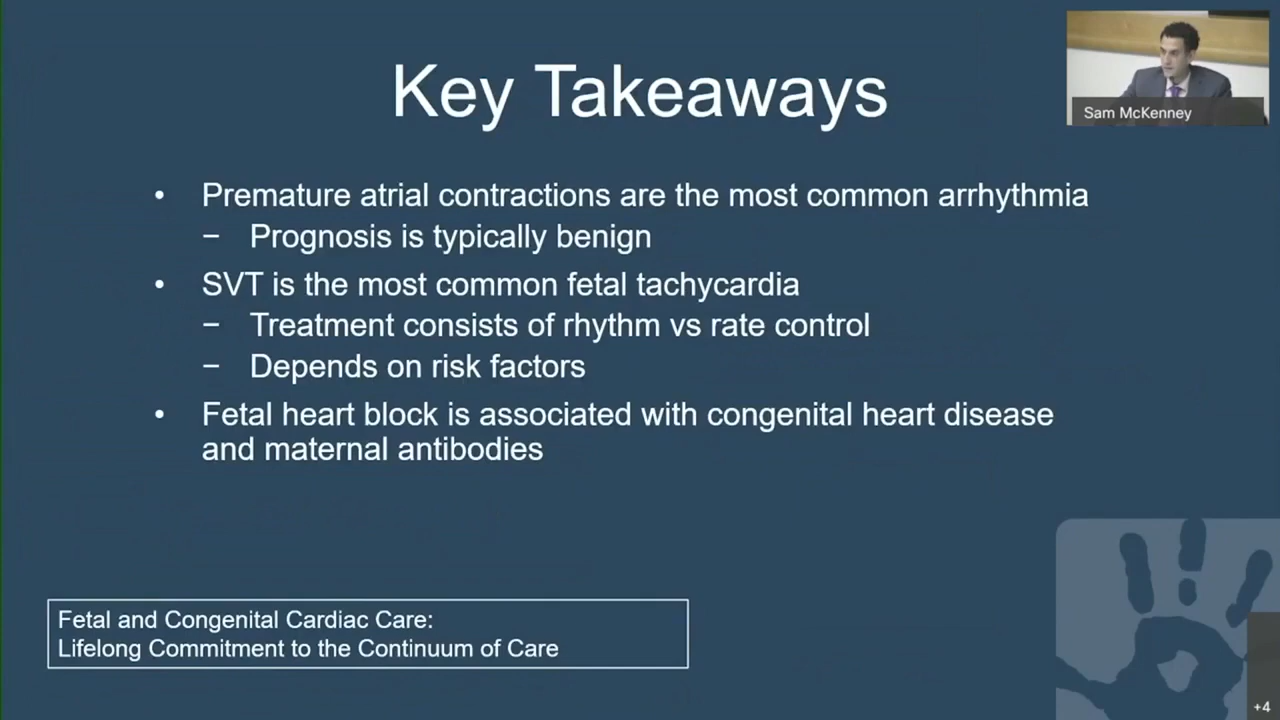 Key Takeaways
Sam McKenney
• Premature atrial contractions are the most common arrhythmia
– Prognosis is typically benign
• SVT is the most common fetal tachycardia
– Treatment consists of rhythm vs rate control
– Depends on risk factors
• Fetal heart block is associated with congenital heart disease
and maternal antibodies
Fetal and Congenital Cardiac Care:
Lifelong Commitment to the Continuum of Care
+4